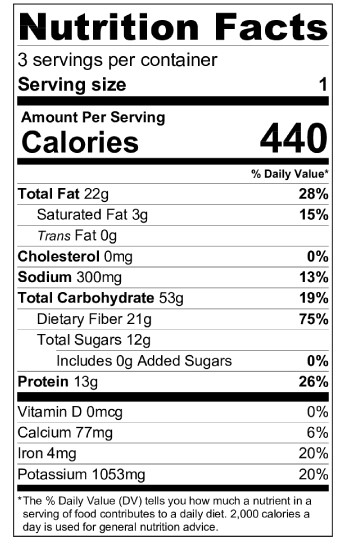 Nutrition Facts
3 servings per container
Serving size 1
Amount Per Serving
Calories 440
% Daily Value*
Total Fat 22g 28%
Saturated Fat 3g 15%
Trans Fat 0g
Cholesterol 0mg 0%
Sodium 300mg 13%
Total Carbohydrate 53g 19%
Dietary Fiber 21g 75%
Total Sugars 12g
Includes 0g Added Sugars 0%
Protein 13g 26%
Vitamin D 0mcg 0%
Calcium 77mg 6%
Iron 4mg 20%
Potassium 1053mg 20%
*The % Daily Value (DV) tells you how much a nutrient in a
serving of food contributes to a daily diet. 2,000 calories a
day is used for general nutrition advice.